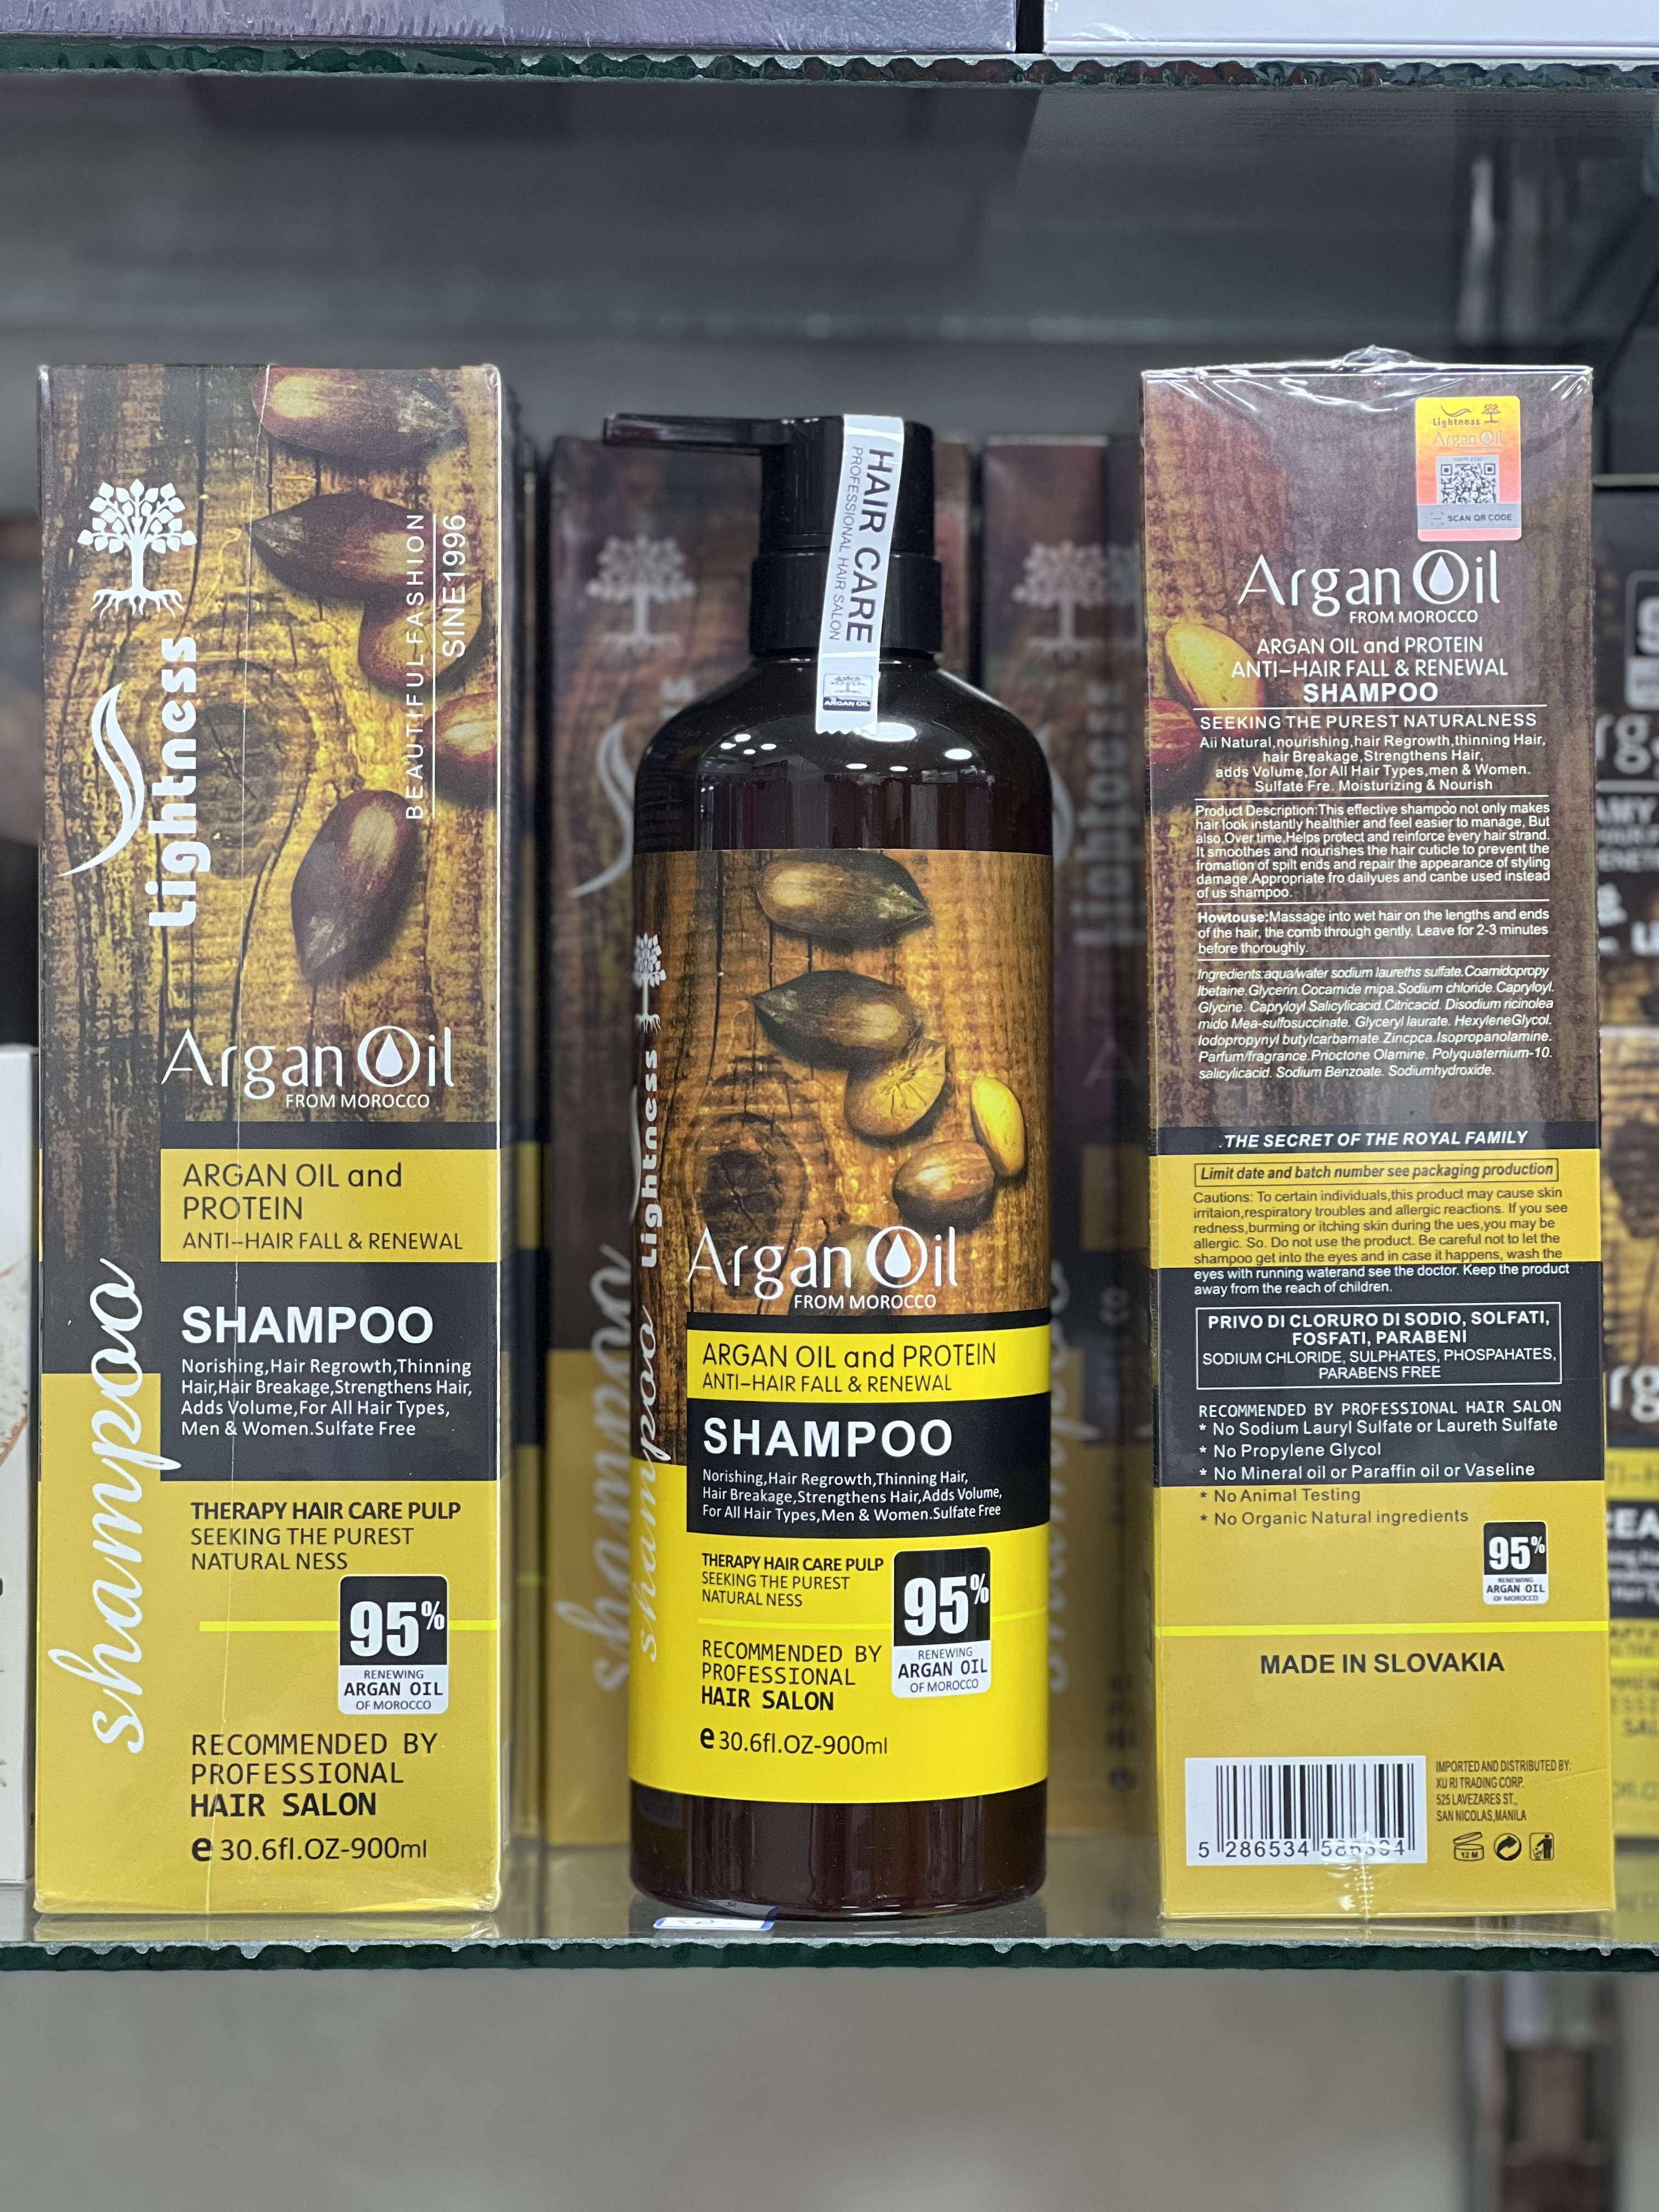 Lightness
BEAUTIFUL FASHION
SINE1996
Argan Oil
FROM MOROCCO
ARGAN OIL and
PROTEIN
ANTI-HAIR FALL & RENEWAL
shampoo
SHAMPOO
Norishing,Hair Regrowth,Thinning
Hair,Hair Breakage,Strengthens Hair,
Adds Volume,For All Hair Types,
Men & Women.Sulfate Free
THERAPY HAIR CARE PULP
SEEKING THE PUREST
NATURAL NESS
95%
RENEWING
ARGAN OIL
OF MOROCCO
RECOMMENDED BY
PROFESSIONAL
HAIR SALON
e 30.6fl.OZ-900ml
HAIR CARE
PROFESSIONAL HAIR SALON
ARGAN OIL
Lightness
Argan Oil
FROM MOROCCO
shampoo
ARGAN OIL and PROTEIN
ANTI-HAIR FALL & RENEWAL
SHAMPOO
Norishing,Hair Regrowth,Thinning Hair,
Hair Breakage,Strengthens Hair,Adds Volume,
For All Hair Types,Men & Women.Sulfate Free
THERAPY HAIR CARE PULP
SEEKING THE PUREST
NATURAL NESS
95%
RENEWING
ARGAN OIL
OF MOROCCO
RECOMMENDED BY
PROFESSIONAL
HAIR SALON
e 30.6fl.OZ-900ml
Lightness
Argan Oil
SCAN QR CODE
Argan Oil
FROM MOROCCO
ARGAN OIL and PROTEIN
ANTI-HAIR FALL & RENEWAL
SHAMPOO
SEEKING THE PUREST NATURALNESS
Aii Natural,nourishing,hair Regrowth,thinning Hair,
hair Breakage,Strengthens Hair,
adds Volume,for All Hair Types,men & Women.
Sulfate Fre. Moisturizing & Nourish
Product Description:This effective shampoo not only makes
hair look instantly healthier and feel easier to manage, But
also,Over time,Helps protect and reinforce every hair strand.
It smoothes and nourishes the hair cuticle to prevent the
fromation of spilt ends and repair the appearance of styling
damage.Appropriate fro dailyues and canbe used instead
of us shampoo.
Howtouse:Massage into wet hair on the lengths and ends
of the hair, the comb through gently. Leave for 2-3 minutes
before thoroughly.
Ingredients:aqua/water sodium laureths sulfate.Coamidopropy
lbetaine.Glycerin.Cocamide mipa.Sodium chloride.Capryloyl.
Glycine. Capryloyl Salicylicacid.Citricacid. Disodium ricinolea
mido Mea-sulfosuccinate. Glyceryl laurate. HexyleneGlycol.
Iodopropynyl butylcarbamate.Zincpca.Isopropanolamine.
Parfum/fragrance.Prioctone Olamine. Polyquaternium-10.
salicylicacid. Sodium Benzoate. Sodiumhydroxide.
.THE SECRET OF THE ROYAL FAMILY
Limit date and batch number see packaging production
Cautions: To certain individuals,this product may cause skin
irritaion,respiratory troubles and allergic reactions. If you see
redness,burming or itching skin during the ues,you may be
allergic. So. Do not use the product. Be careful not to let the
shampoo get into the eyes and in case it happens, wash the
eyes with running waterand see the doctor. Keep the product
away from the reach of children.
PRIVO DI CLORURO DI SODIO, SOLFATI,
FOSFATI, PARABENI
SODIUM CHLORIDE, SULPHATES, PHOSPAHATES,
PARABENS FREE
RECOMMENDED BY PROFESSIONAL HAIR SALON
* No Sodium Lauryl Sulfate or Laureth Sulfate
* No Propylene Glycol
* No Mineral oil or Paraffin oil or Vaseline
* No Animal Testing
* No Organic Natural ingredients
95%
RENEWING
ARGAN OIL
OF MOROCCO
MADE IN SLOVAKIA
IMPORTED AND DISTRIBUTED BY:
XU RI TRADING CORP.
525 LAVEZARES ST.,
SAN NICOLAS,MANILA
5 286534
12 M